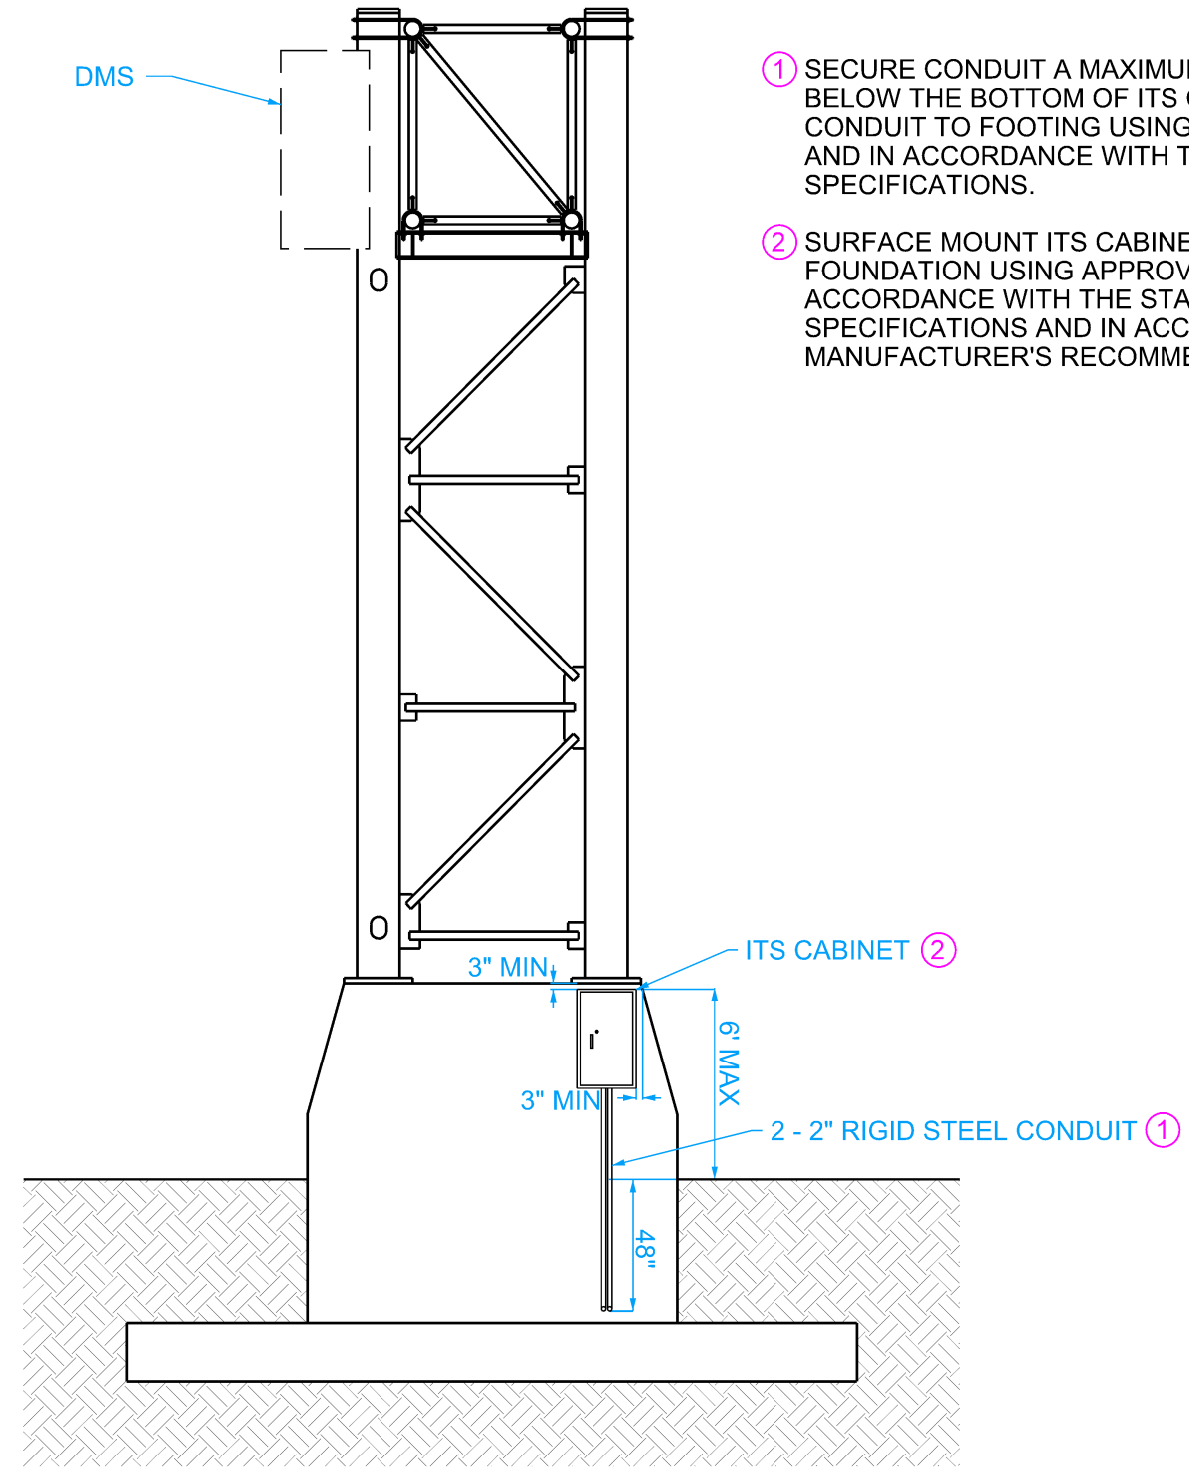 DMS
① SECURE CONDUIT A MAXIMU
BELOW THE BOTTOM OF ITS
CONDUIT TO FOOTING USING
AND IN ACCORDANCE WITH
SPECIFICATIONS.
② SURFACE MOUNT ITS CABINE
FOUNDATION USING APPROV
ACCORDANCE WITH THE STA
SPECIFICATIONS AND IN ACC
MANUFACTURER'S RECOMME
ITS CABINET ②
3" MIN
6' MAX
3" MIN
2 - 2" RIGID STEEL CONDUIT ①
48"